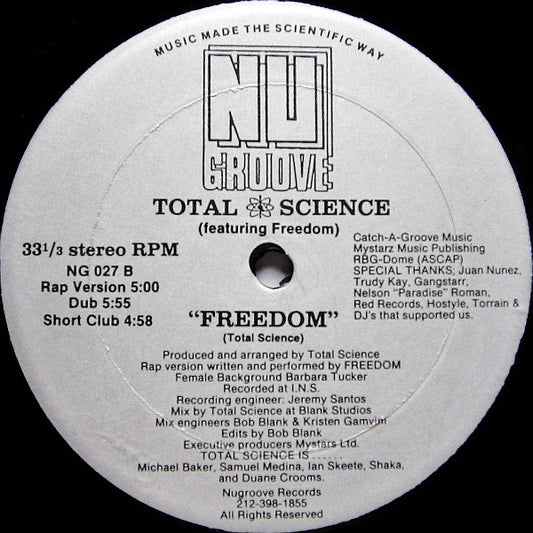 MUSIC MADE THE SCIENTIFIC WAY
NU
GROOVE
TOTAL SCIENCE
(featuring Freedom)
33 1/3 stereo RPM
NG 027 B
Rap Version 5:00
Dub 5:55
Short Club 4:58
Catch-A-Groove Music
Mystarz Music Publishing
RBG-Dome (ASCAP)
SPECIAL THANKS; Juan Nunez,
Trudy Kay, Gangstarr,
Nelson "Paradise" Roman,
Red Records, Hostyle, Torrain &
DJ's that supported us.
"FREEDOM"
(Total Science)
Produced and arranged by Total Science
Rap version written and performed by FREEDOM
Female Background Barbara Tucker
Recorded at I.N.S.
Recording engineer: Jeremy Santos
Mix by Total Science at Blank Studios
Mix engineers Bob Blank & Kristen Gamvim
Edits by Bob Blank
Executive producers Mystars Ltd.
TOTAL SCIENCE IS ......
Michael Baker, Samuel Medina, Ian Skeete, Shaka,
and Duane Crooms.
Nugroove Records
212-398-1855
All Rights Reserved